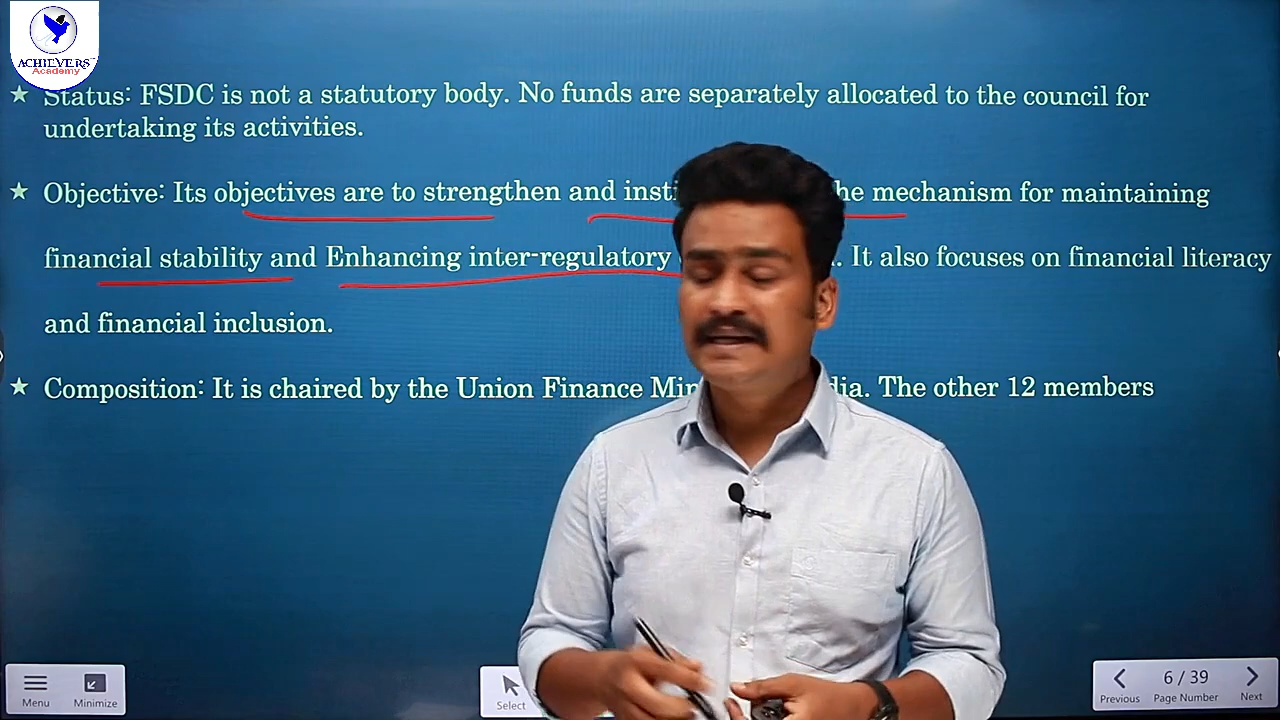 ACHIEVERS
Academy
Status: FSDC is not a statutory body. No funds are separately allocated to the council for
undertaking its activities.
Objective: Its objectives are to strengthen and he mechanism for maintaining
financial stability and Enhancing inter-regulatory . It also focuses on financial literacy
and financial inclusion.
Composition: It is chaired by the Union Finance The other 12 members
Menu
Minimize
Select
6 / 39
Previous
Page Number
Next